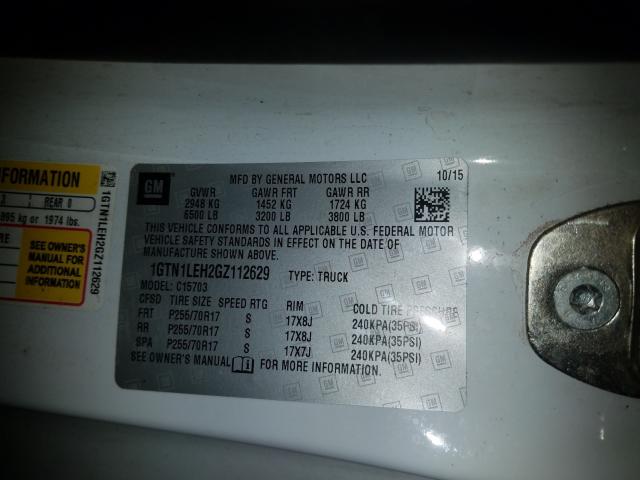 NFORMATION
REAR 0
895 kg or 1974 lbs.
SEE OWNER'S
MANUAL FOR
ADDITIONAL
INFORMATION
1GTN1LEH2GZ112629
GM
MFD BY GENERAL MOTORS LLC
10/15
GVWR GAWR FRT GAWR RR
2948 KG 1452 KG 1724 KG
6500 LB 3200 LB 3800 LB
THIS VEHICLE CONFORMS TO ALL APPLICABLE U.S. FEDERAL MOTOR
VEHICLE SAFETY STANDARDS IN EFFECT ON THE DATE OF
MANUFACTURE SHOWN ABOVE.
1GTN1LEH2GZ112629 TYPE: TRUCK
MODEL: C15703
CFSD TIRE SIZE SPEED RTG RIM COLD TIRE PRESSURE
FRT P255/70R17 S 17X8J 240KPA(35PSI)
RR P255/70R17 S 17X8J 240KPA(35PSI)
SPA P255/70R17 S 17X7J 240KPA(35PSI)
SEE OWNER'S MANUAL FOR MORE INFORMATION.